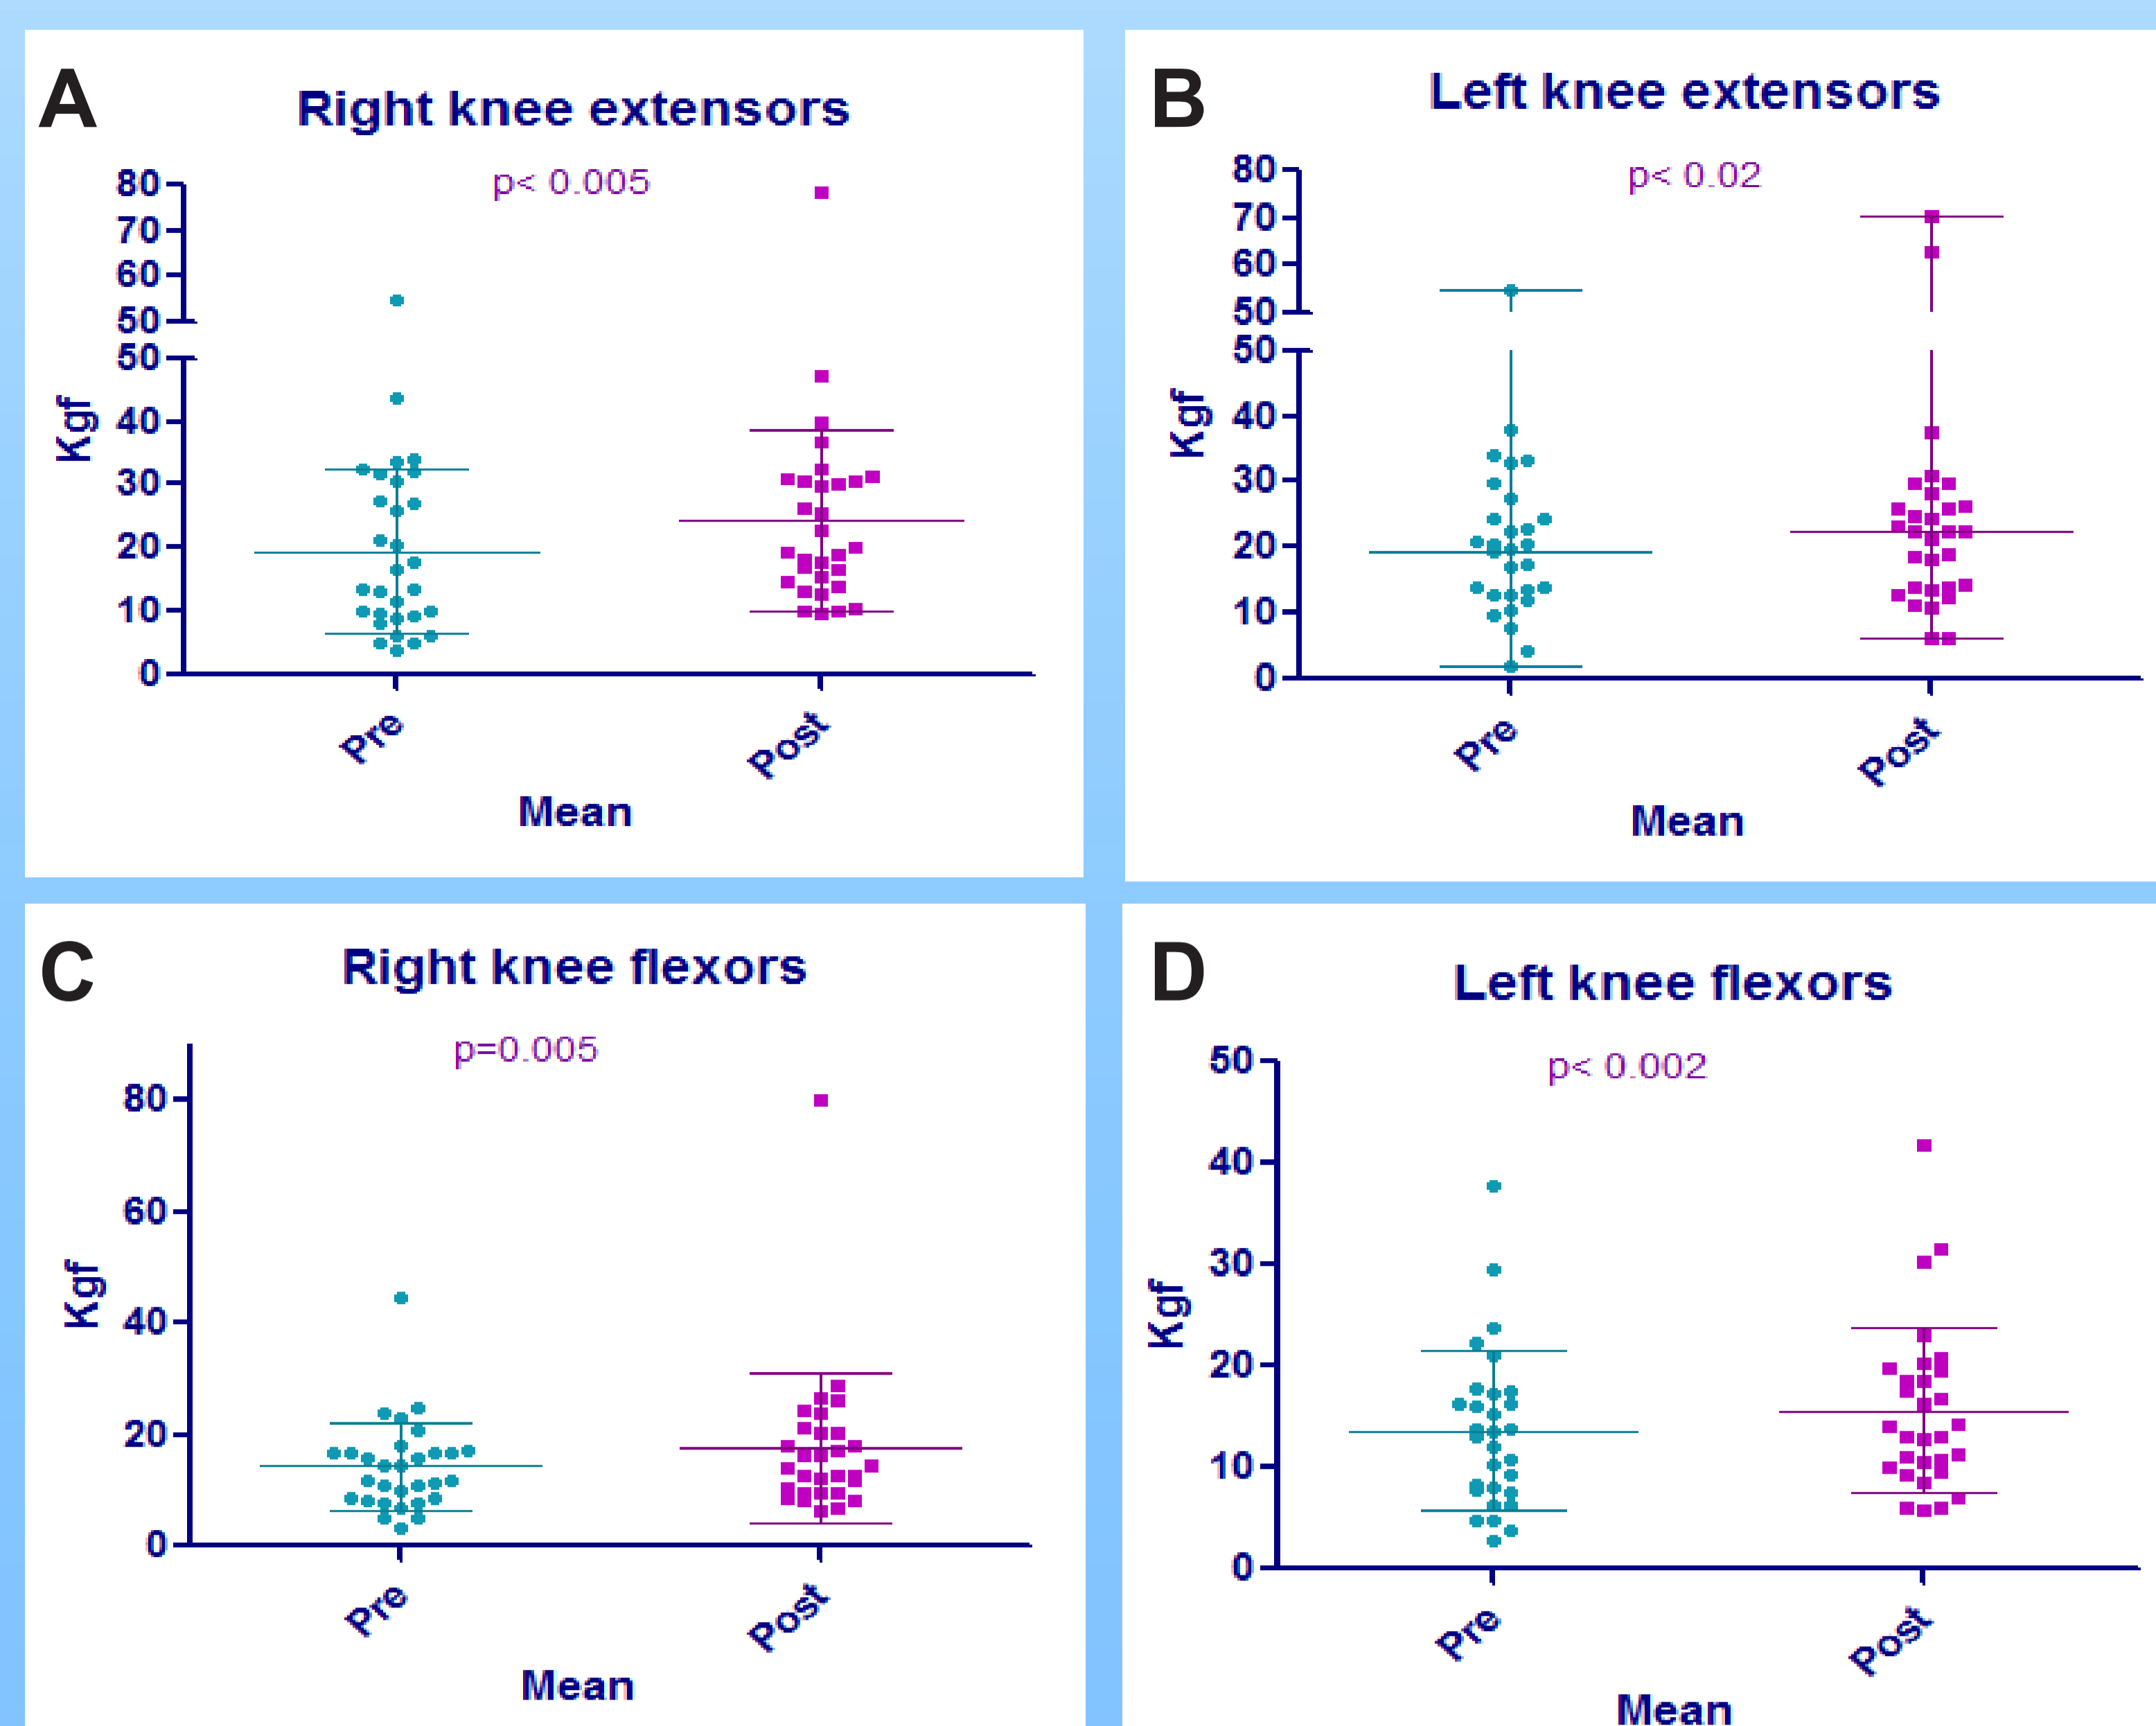 A
Right knee extensors
p< 0.005
80
70
60
50
50
40
30
20
10
0
Kgf
Pre
Post
Mean
B
Left knee extensors
p< 0.02
80
70
60
50
50
40
30
20
10
0
Kgf
Pre
Post
Mean
C
Right knee flexors
p=0.005
80
60
40
20
0
Kgf
Pre
Post
Mean
D
Left knee flexors
p< 0.002
50
40
30
20
10
0
Kgf
Pre
Post
Mean